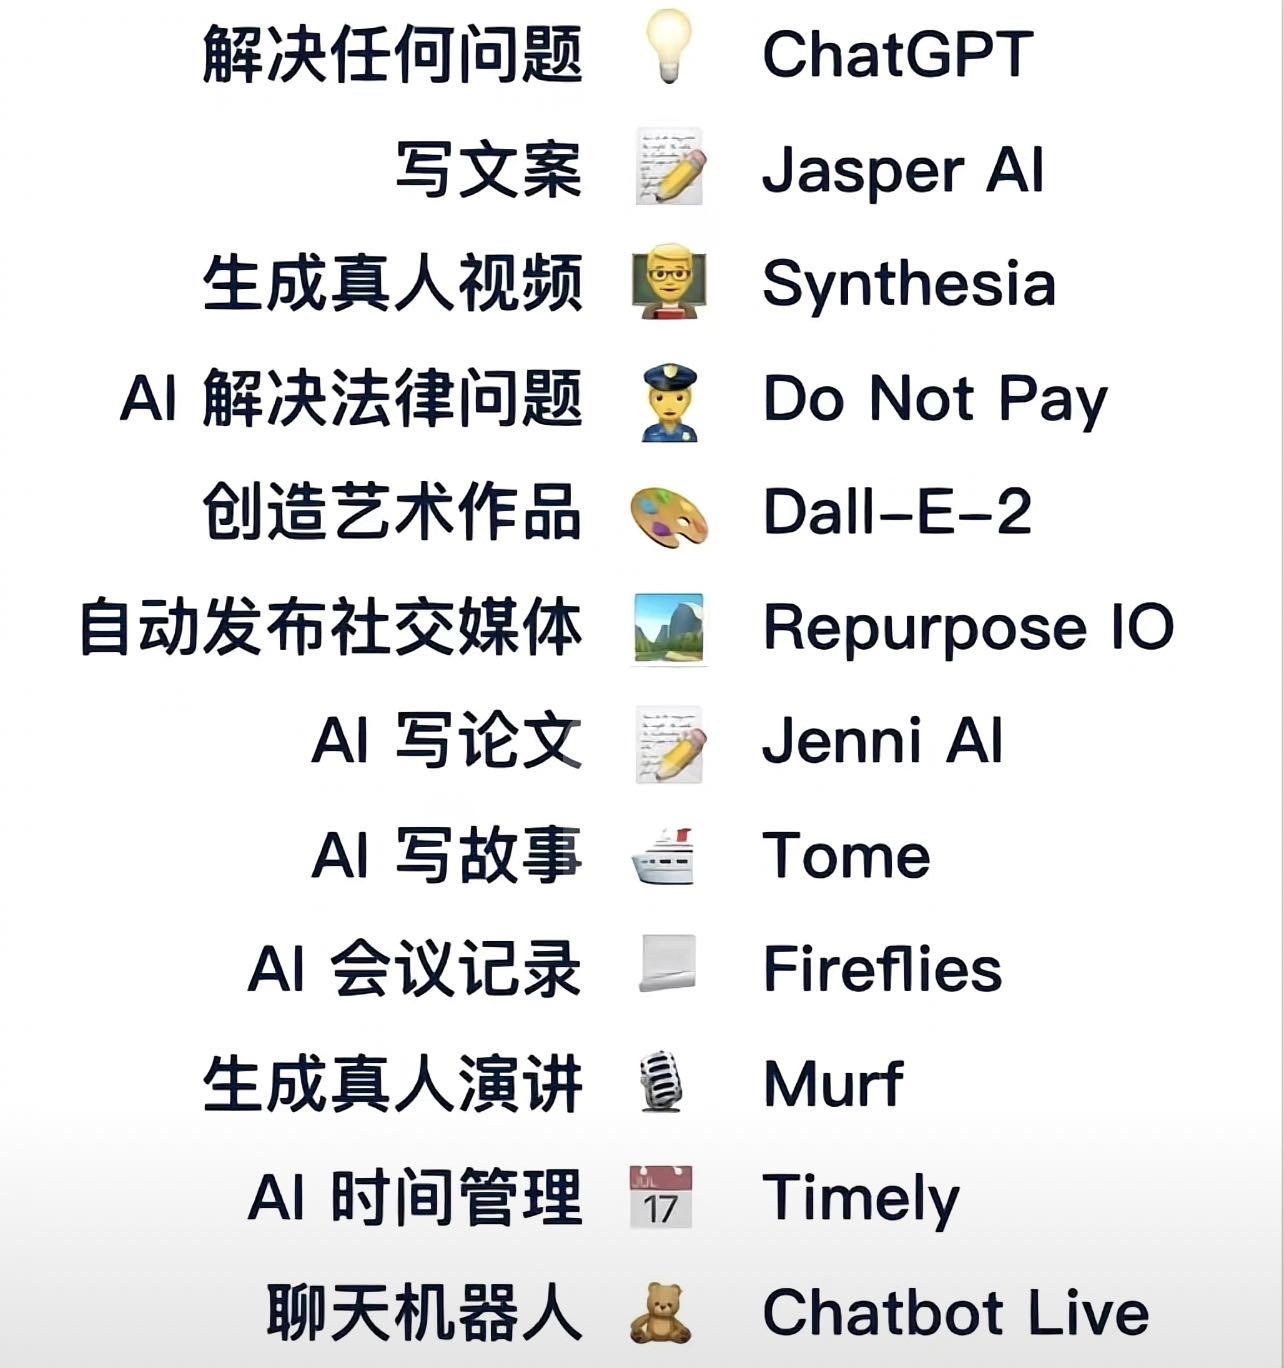 解决任何问题 ChatGPT
写文案 Jasper AI
生成真人视频 Synthesia
AI 解决法律问题 Do Not Pay
创造艺术作品 Dall-E-2
自动发布社交媒体 Repurpose IO
AI 写论文 Jenni AI
AI 写故事 Tome
AI 会议记录 Fireflies
生成真人演讲 Murf
AI 时间管理 JUL 17 Timely
聊天机器人 Chatbot Live